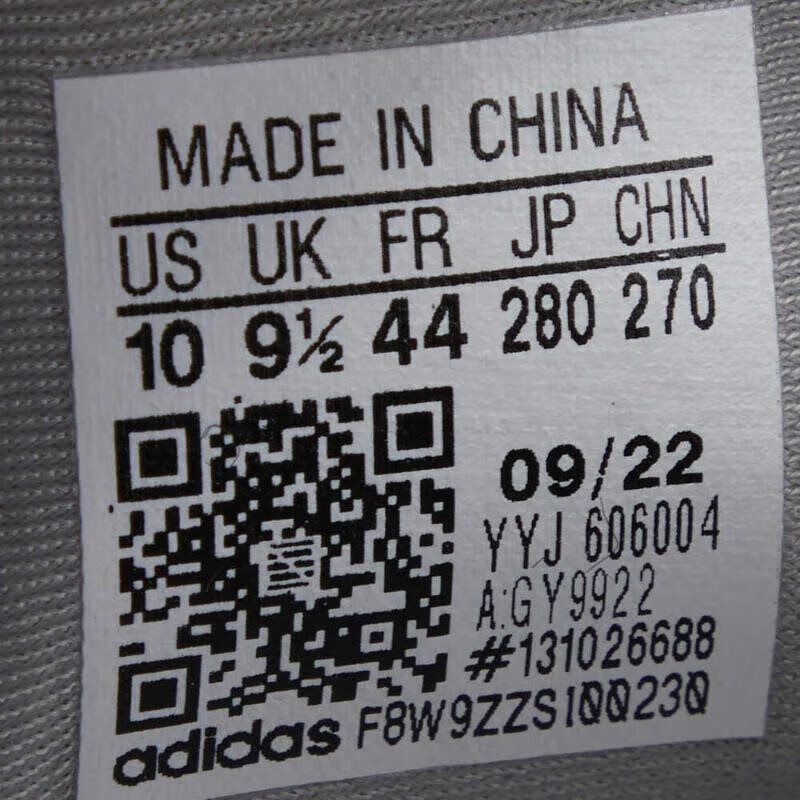 MADE IN CHINA
US UK FR JP CHN
10 9½ 44 280 270
09/22
YYJ 606004
A:GY9922
#131026688
adidas F8W9ZZS100230